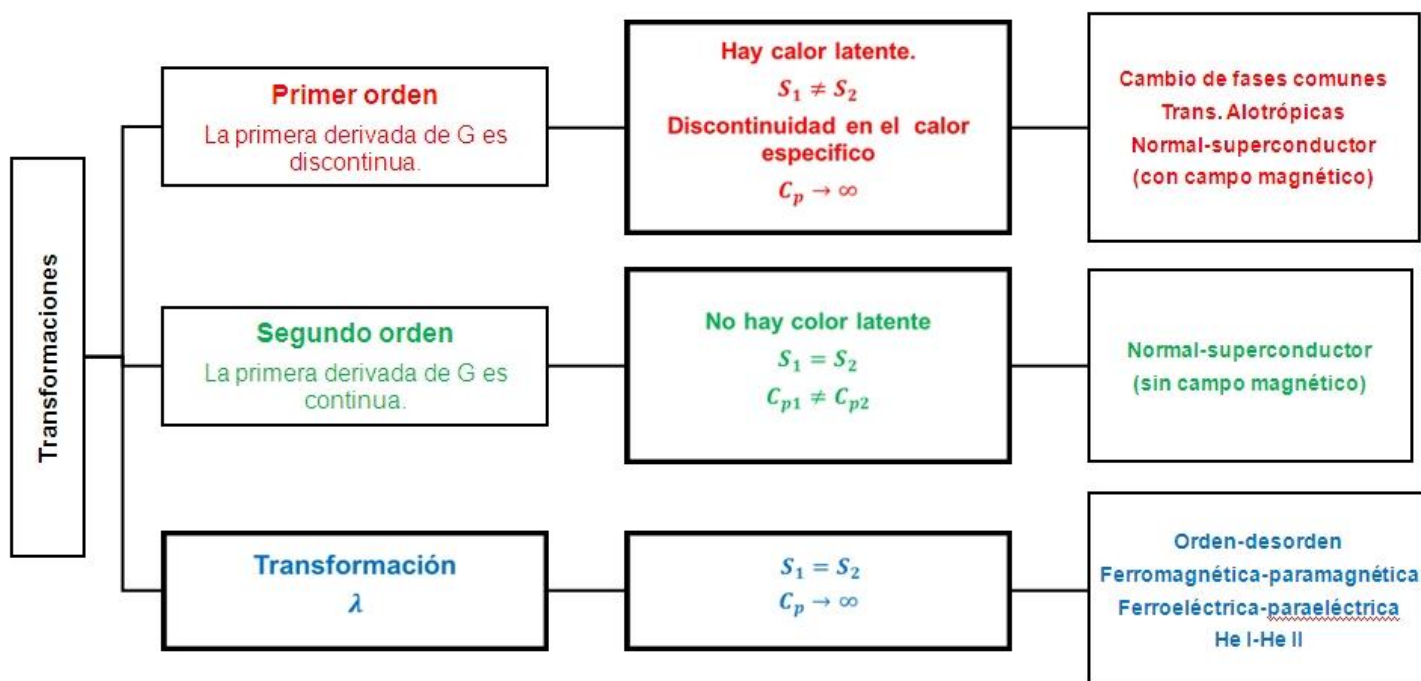 Transformaciones
Primer orden
La primera derivada de G es
discontinua.
Hay calor latente.
S₁ ≠ S₂
Discontinuidad en el calor
especifico
Cₚ → ∞
Cambio de fases comunes
Trans. Alotrópicas
Normal-superconductor
(con campo magnético)
Segundo orden
La primera derivada de G es
continua.
No hay color latente
S₁ = S₂
Cₚ₁ ≠ Cₚ₂
Normal-superconductor
(sin campo magnético)
Transformación
λ
S₁ = S₂
Cₚ → ∞
Orden-desorden
Ferromagnética-paramagnética
Ferroeléctrica-paraeléctrica
He I-He II